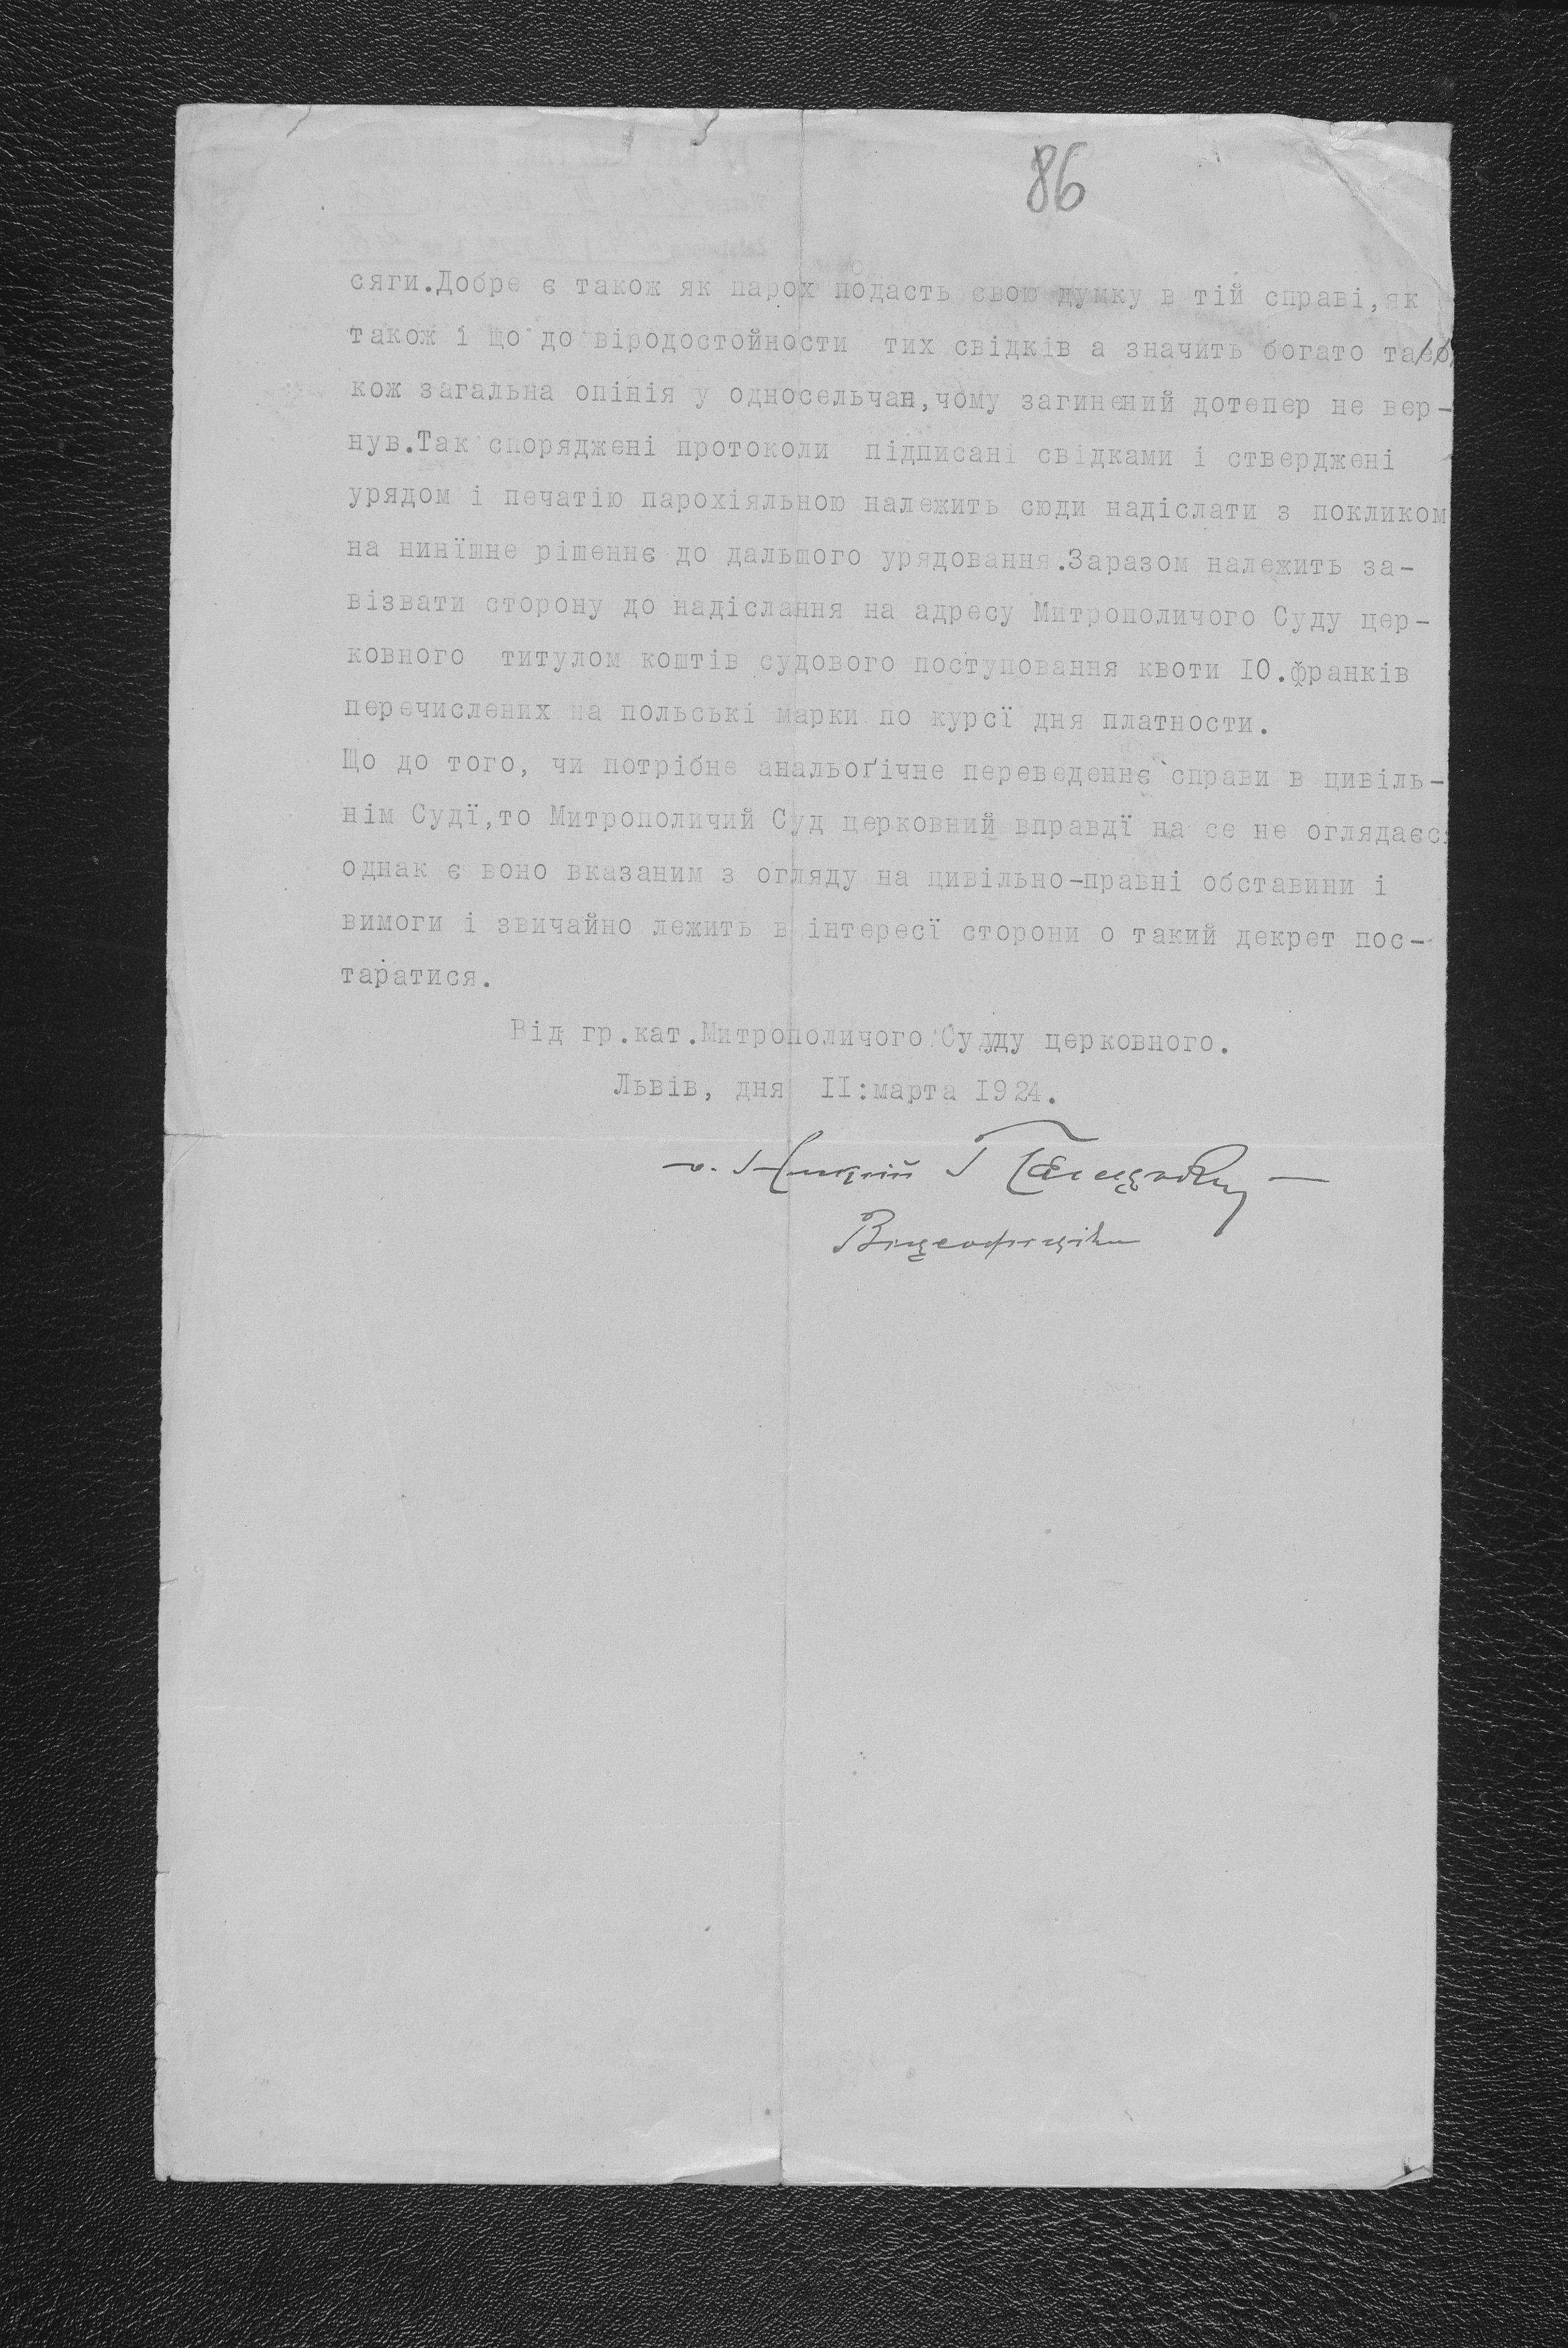 86
сяги.Добре є також як парох подасть свою думку в тій справі,як
також і що до віродостойности тих свідків а значить богато та
кож загальна опінія у односельчан,чому загинений дотепер не вер-
нув.Так споряджені протоколи підписані свідками і стверджені
урядом і печатію парохіяльною належить сюди надіслати з покликом
на нинїшне рішеннє до дальшого урядовання.Заразом належить за-
візвати сторону до надіслання на адресу Митрополичого Суду цер-
ковного титулом коштів судового поступовання квоти IO.франків
перечислених на польські марки по курсї дня платности.
Що до того, чи потрібне анальоґічне переведеннє справи в цивіль-
нім Судї,то Митрополичий Суд церковний вправдї на се не оглядаєс
однак є воно вказаним з огляду на цивільно-правні обставини і
вимоги і звичайно лежить в інтересї сторони о такий декрет пос-
таратися.
Від гр.кат.Митрополичого Суду церковного.
Львів, дня II:марта I924.
Віцеофіціял